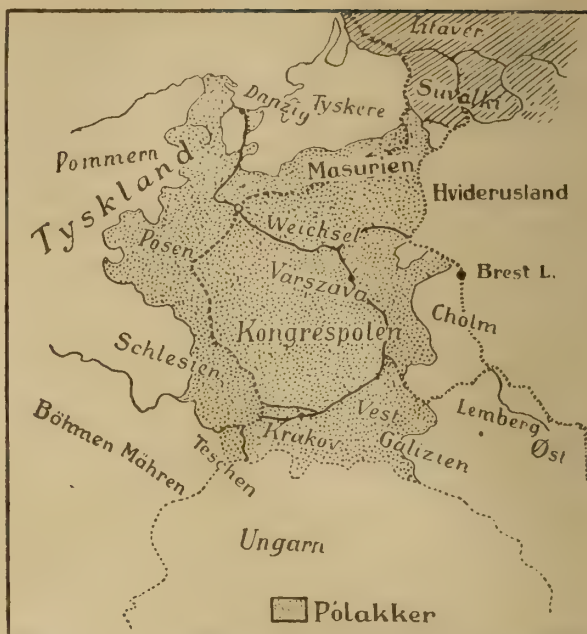 Litaver
Suvalki
Danzig
Tyskere
Pommern
Masurien
Tyskland
Hviderusland
Weichsel
Posen
Brest L.
Varszava
Cholm
Kongrespolen
Schlesien
Vest
Lemberg
Krakov
Galizien
Øst
Böhmen Mähren
Teschen
Ungarn
Polakker